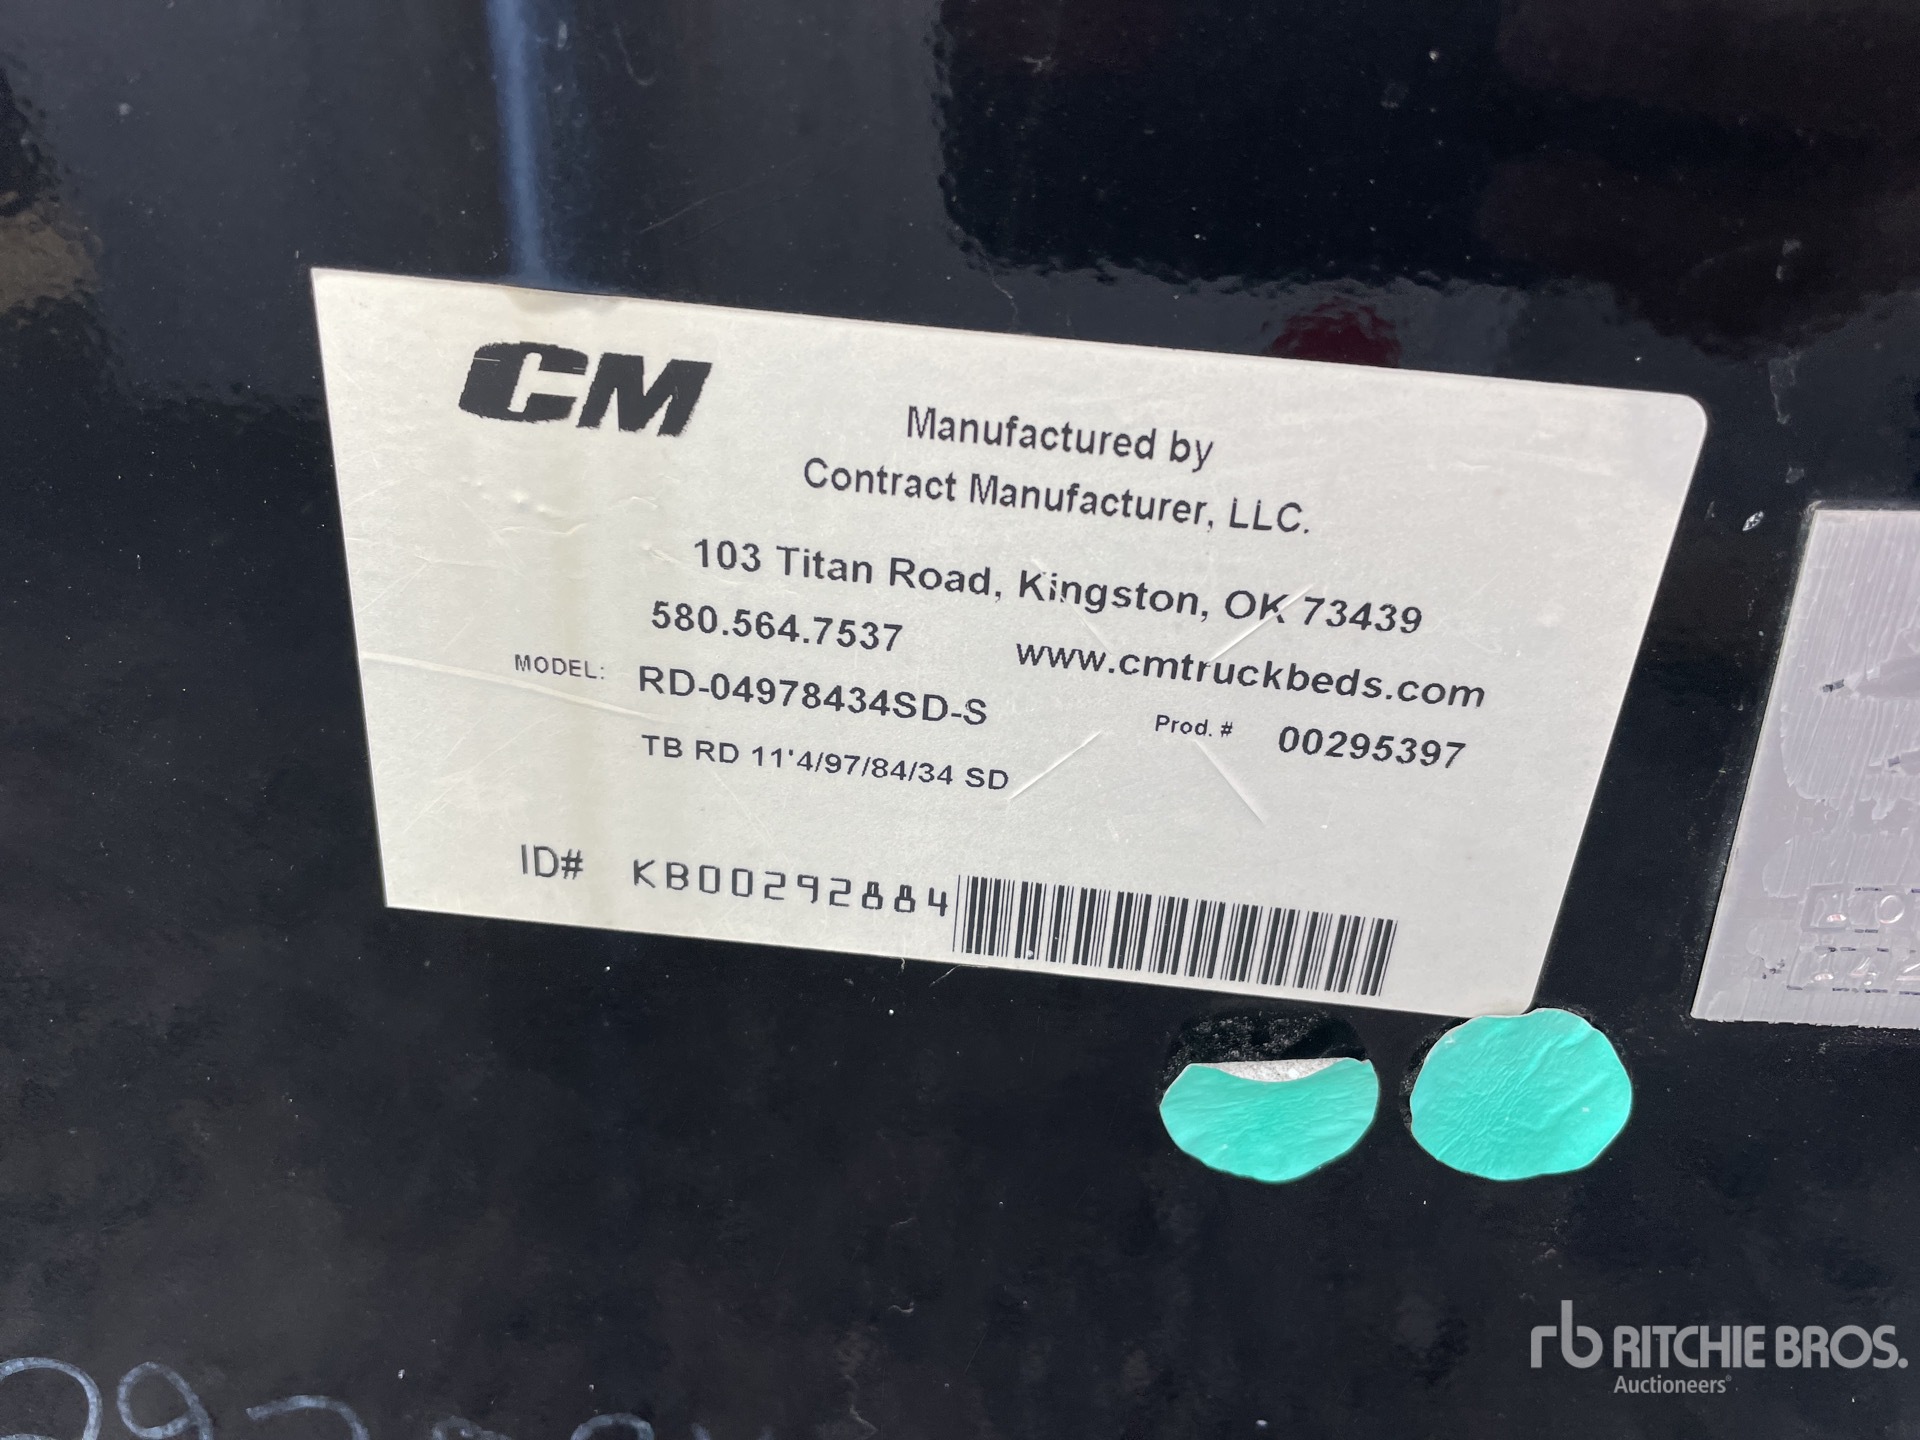 CM
Manufactured by
Contract Manufacturer, LLC.
103 Titan Road, Kingston, OK 73439
580.564.7537 www.cmtruckbeds.com
MODEL: RD-04978434SD-S
Prod. # 00295397
TB RD 11'4/97/84/34 SD
ID# KB00292884
rb RITCHIE BROS.
Auctioneers